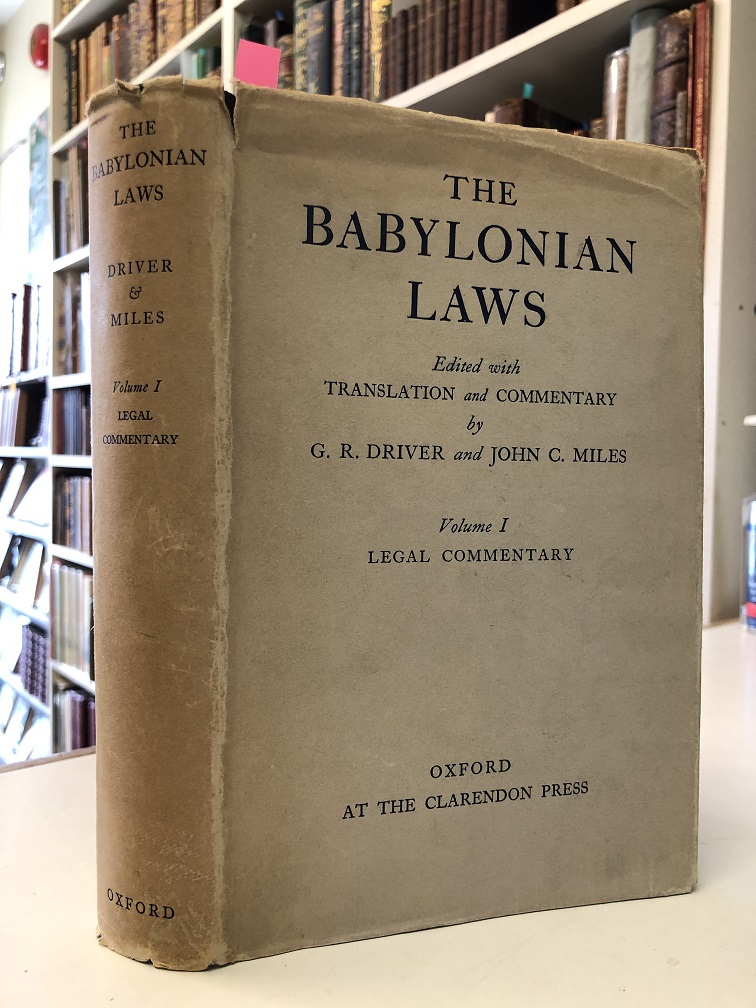 THE
BABYLONIAN
LAWS
DRIVER
&
MILES
Volume I
LEGAL
COMMENTARY
OXFORD
THE
BABYLONIAN
LAWS
Edited with
TRANSLATION and COMMENTARY
by
G. R. DRIVER and JOHN C. MILES
Volume I
LEGAL COMMENTARY
OXFORD
AT THE CLARENDON PRESS